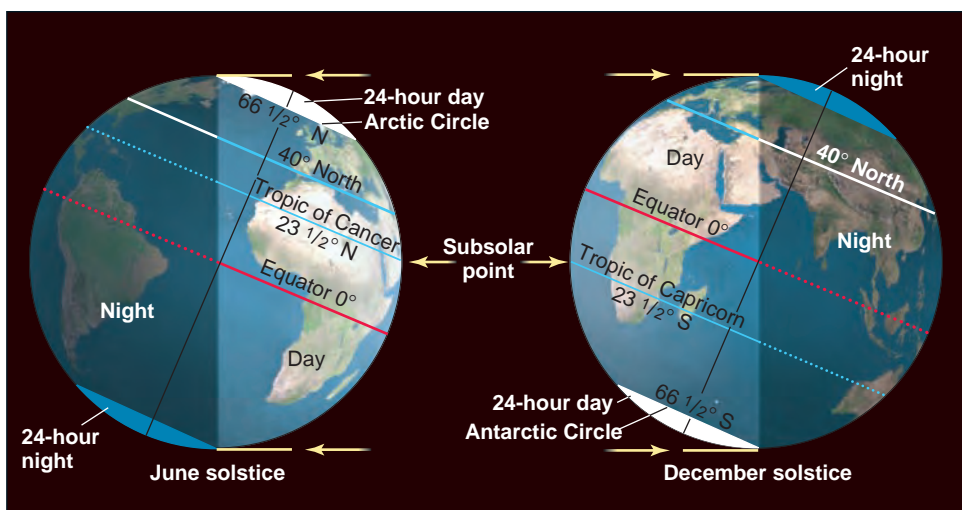 24-hour day
Arctic Circle
66 1/2° N
40° North
Tropic of Cancer
23 1/2° N
Equator 0°
Night
Day
24-hour
night
June solstice
Subsolar
point
24-hour
night
Day
40° North
Equator 0°
Night
Tropic of Capricorn
23 1/2° S
66 1/2° S
24-hour day
Antarctic Circle
December solstice